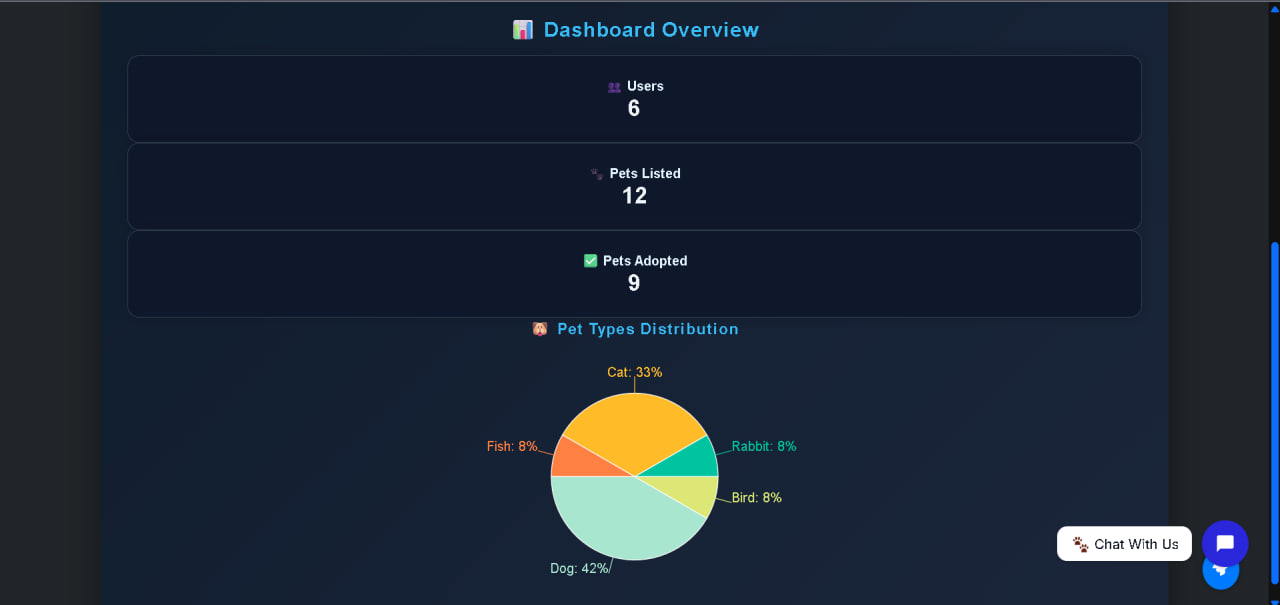 📊 Dashboard Overview
👥 Users
6
🐾 Pets Listed
12
✅ Pets Adopted
9
🐹 Pet Types Distribution
Cat: 33%
Fish: 8%
Rabbit: 8%
Bird: 8%
Dog: 42%
🐾 Chat With Us